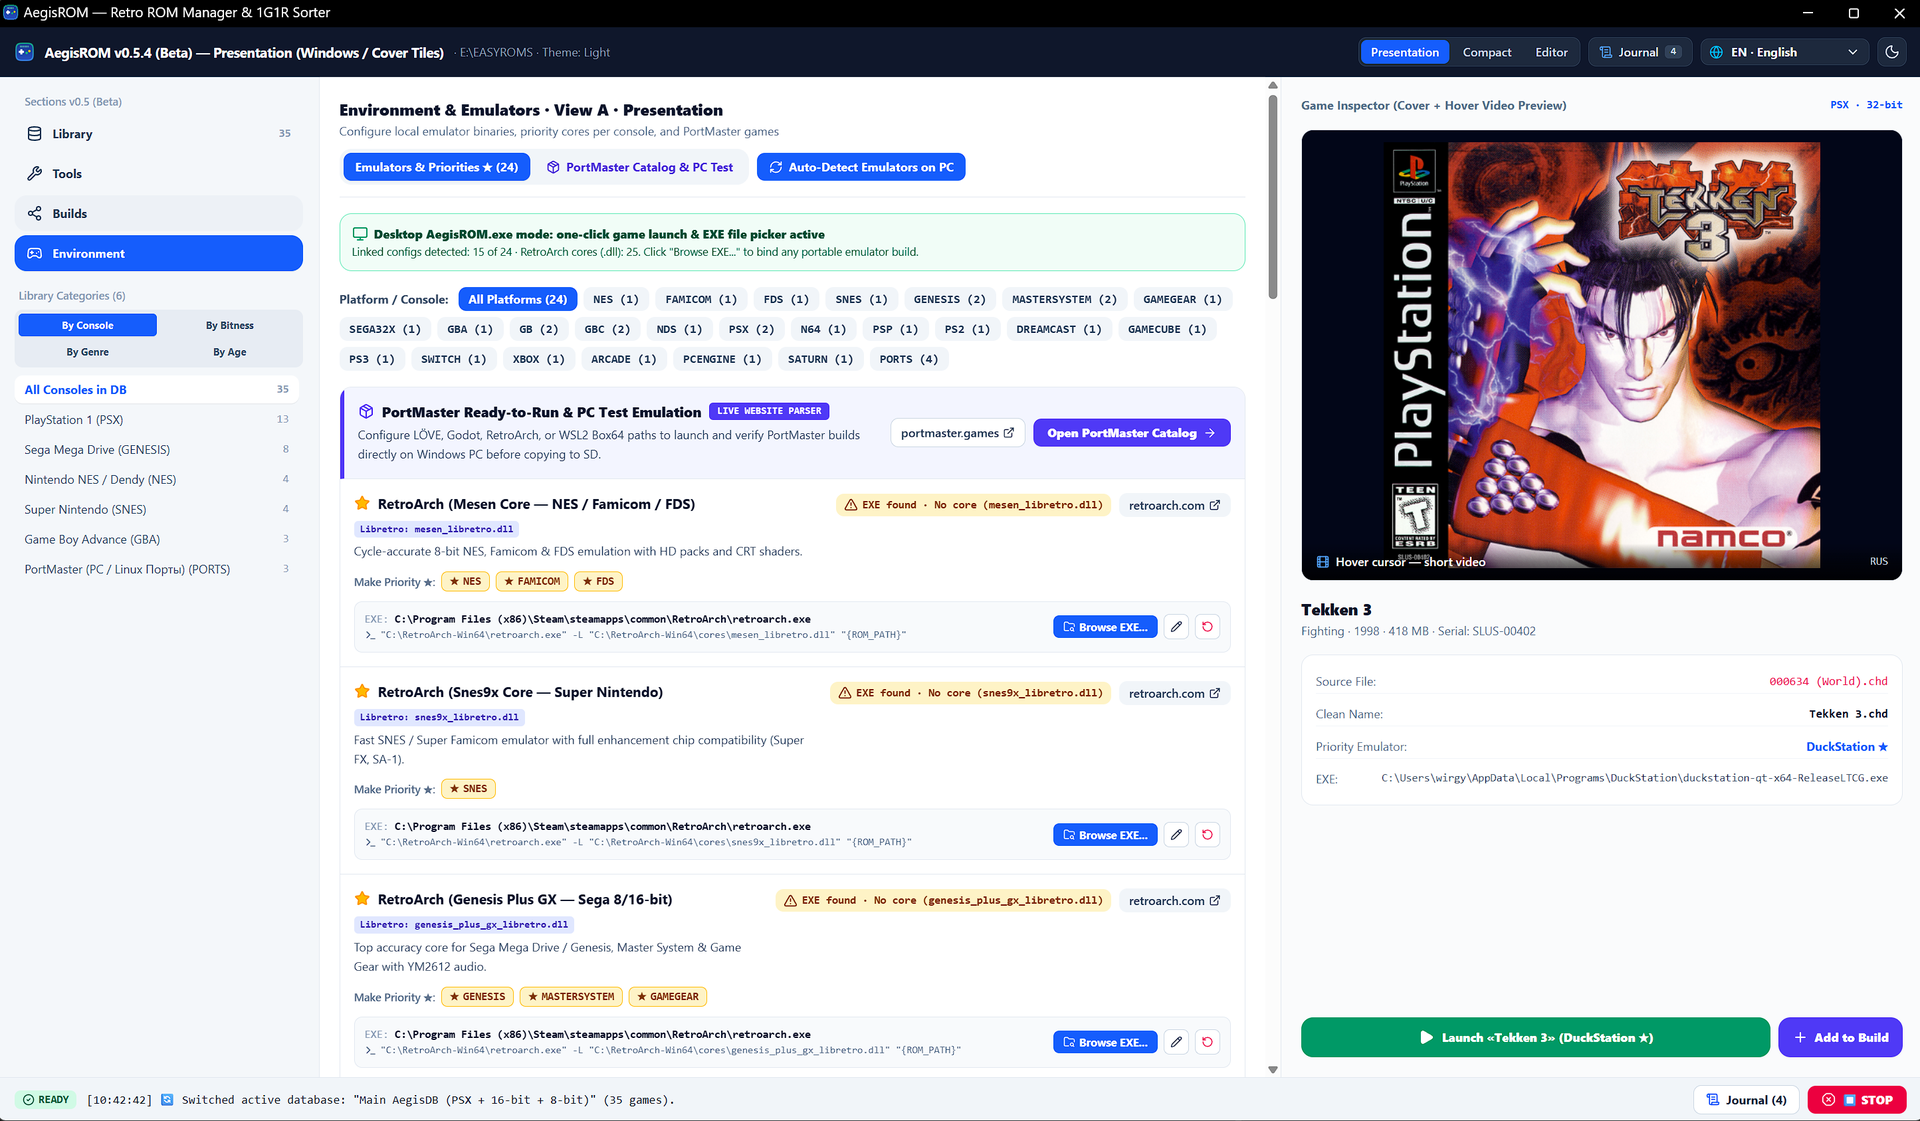 AegisROM — Retro ROM Manager & 1G1R Sorter
AegisROM v0.5.4 (Beta) — Presentation (Windows / Cover Tiles) · E:\EASYROMS · Theme: Light
Presentation Compact Editor Journal 4 EN · English
Sections v0.5 (Beta)
Library 35
Tools
Builds
Environment
Library Categories (6)
By Console By Bitness
By Genre By Age
All Consoles in DB 35
PlayStation 1 (PSX) 13
Sega Mega Drive (GENESIS) 8
Nintendo NES / Dendy (NES) 4
Super Nintendo (SNES) 4
Game Boy Advance (GBA) 3
PortMaster (PC / Linux Порты) (PORTS) 3
Environment & Emulators · View A · Presentation
Configure local emulator binaries, priority cores per console, and PortMaster games
Emulators & Priorities ★ (24) PortMaster Catalog & PC Test Auto-Detect Emulators on PC
Desktop AegisROM.exe mode: one-click game launch & EXE file picker active
Linked configs detected: 15 of 24 · RetroArch cores (.dll): 25. Click "Browse EXE..." to bind any portable emulator build.
Platform / Console: All Platforms (24) NES (1) FAMICOM (1) FDS (1) SNES (1) GENESIS (2) MASTERSYSTEM (2) GAMEGEAR (1)
SEGA32X (1) GBA (1) GB (2) GBC (2) NDS (1) PSX (2) N64 (1) PSP (1) PS2 (1) DREAMCAST (1) GAMECUBE (1)
PS3 (1) SWITCH (1) XBOX (1) ARCADE (1) PCENGINE (1) SATURN (1) PORTS (4)
PortMaster Ready-to-Run & PC Test Emulation LIVE WEBSITE PARSER
Configure LÖVE, Godot, RetroArch, or WSL2 Box64 paths to launch and verify PortMaster builds
directly on Windows PC before copying to SD.
portmaster.games Open PortMaster Catalog →
RetroArch (Mesen Core — NES / Famicom / FDS) EXE found · No core (mesen_libretro.dll) retroarch.com
Libretro: mesen_libretro.dll
Cycle-accurate 8-bit NES, Famicom & FDS emulation with HD packs and CRT shaders.
Make Priority ★: ★ NES ★ FAMICOM ★ FDS
EXE: C:\Program Files (x86)\Steam\steamapps\common\RetroArch\retroarch.exe
>_ "C:\RetroArch-Win64\retroarch.exe" -L "C:\RetroArch-Win64\cores\mesen_libretro.dll" "{ROM_PATH}"
Browse EXE...
RetroArch (Snes9x Core — Super Nintendo) EXE found · No core (snes9x_libretro.dll) retroarch.com
Libretro: snes9x_libretro.dll
Fast SNES / Super Famicom emulator with full enhancement chip compatibility (Super
FX, SA-1).
Make Priority ★: ★ SNES
EXE: C:\Program Files (x86)\Steam\steamapps\common\RetroArch\retroarch.exe
>_ "C:\RetroArch-Win64\retroarch.exe" -L "C:\RetroArch-Win64\cores\snes9x_libretro.dll" "{ROM_PATH}"
Browse EXE...
RetroArch (Genesis Plus GX — Sega 8/16-bit) EXE found · No core (genesis_plus_gx_libretro.dll) retroarch.com
Libretro: genesis_plus_gx_libretro.dll
Top accuracy core for Sega Mega Drive / Genesis, Master System & Game
Gear with YM2612 audio.
Make Priority ★: ★ GENESIS ★ MASTERSYSTEM ★ GAMEGEAR
EXE: C:\Program Files (x86)\Steam\steamapps\common\RetroArch\retroarch.exe
>_ "C:\RetroArch-Win64\retroarch.exe" -L "C:\RetroArch-Win64\cores\genesis_plus_gx_libretro.dll" "{ROM_PATH}"
Browse EXE...
Game Inspector (Cover + Hover Video Preview) PSX · 32-bit
PlayStation
NTSC U/C
PlayStation
TEKKEN
3
TEEN
T
CONTENT RATED BY
ESRB
SLUS-00402
namco
Hover cursor — short video RUS
Tekken 3
Fighting · 1998 · 418 MB · Serial: SLUS-00402
Source File: 000634 (World).chd
Clean Name: Tekken 3.chd
Priority Emulator: DuckStation ★
EXE: C:\Users\wirgy\AppData\Local\Programs\DuckStation\duckstation-qt-x64-ReleaseLTCG.exe
Launch «Tekken 3» (DuckStation ★) + Add to Build
READY [10:42:42] Switched active database: "Main AegisDB (PSX + 16-bit + 8-bit)" (35 games).
Journal (4) STOP